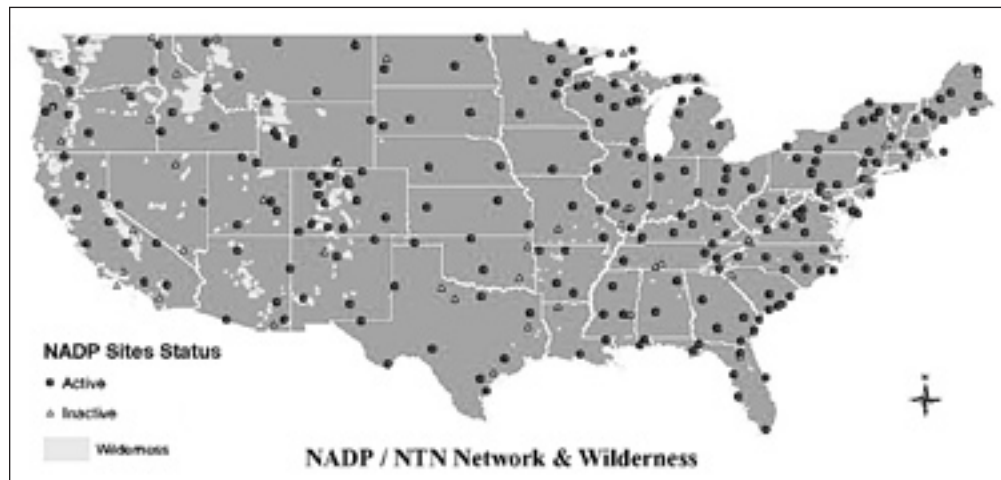 NADP Sites Status
Active
Inactive
Wilderness
NADP / NTN Network & Wilderness